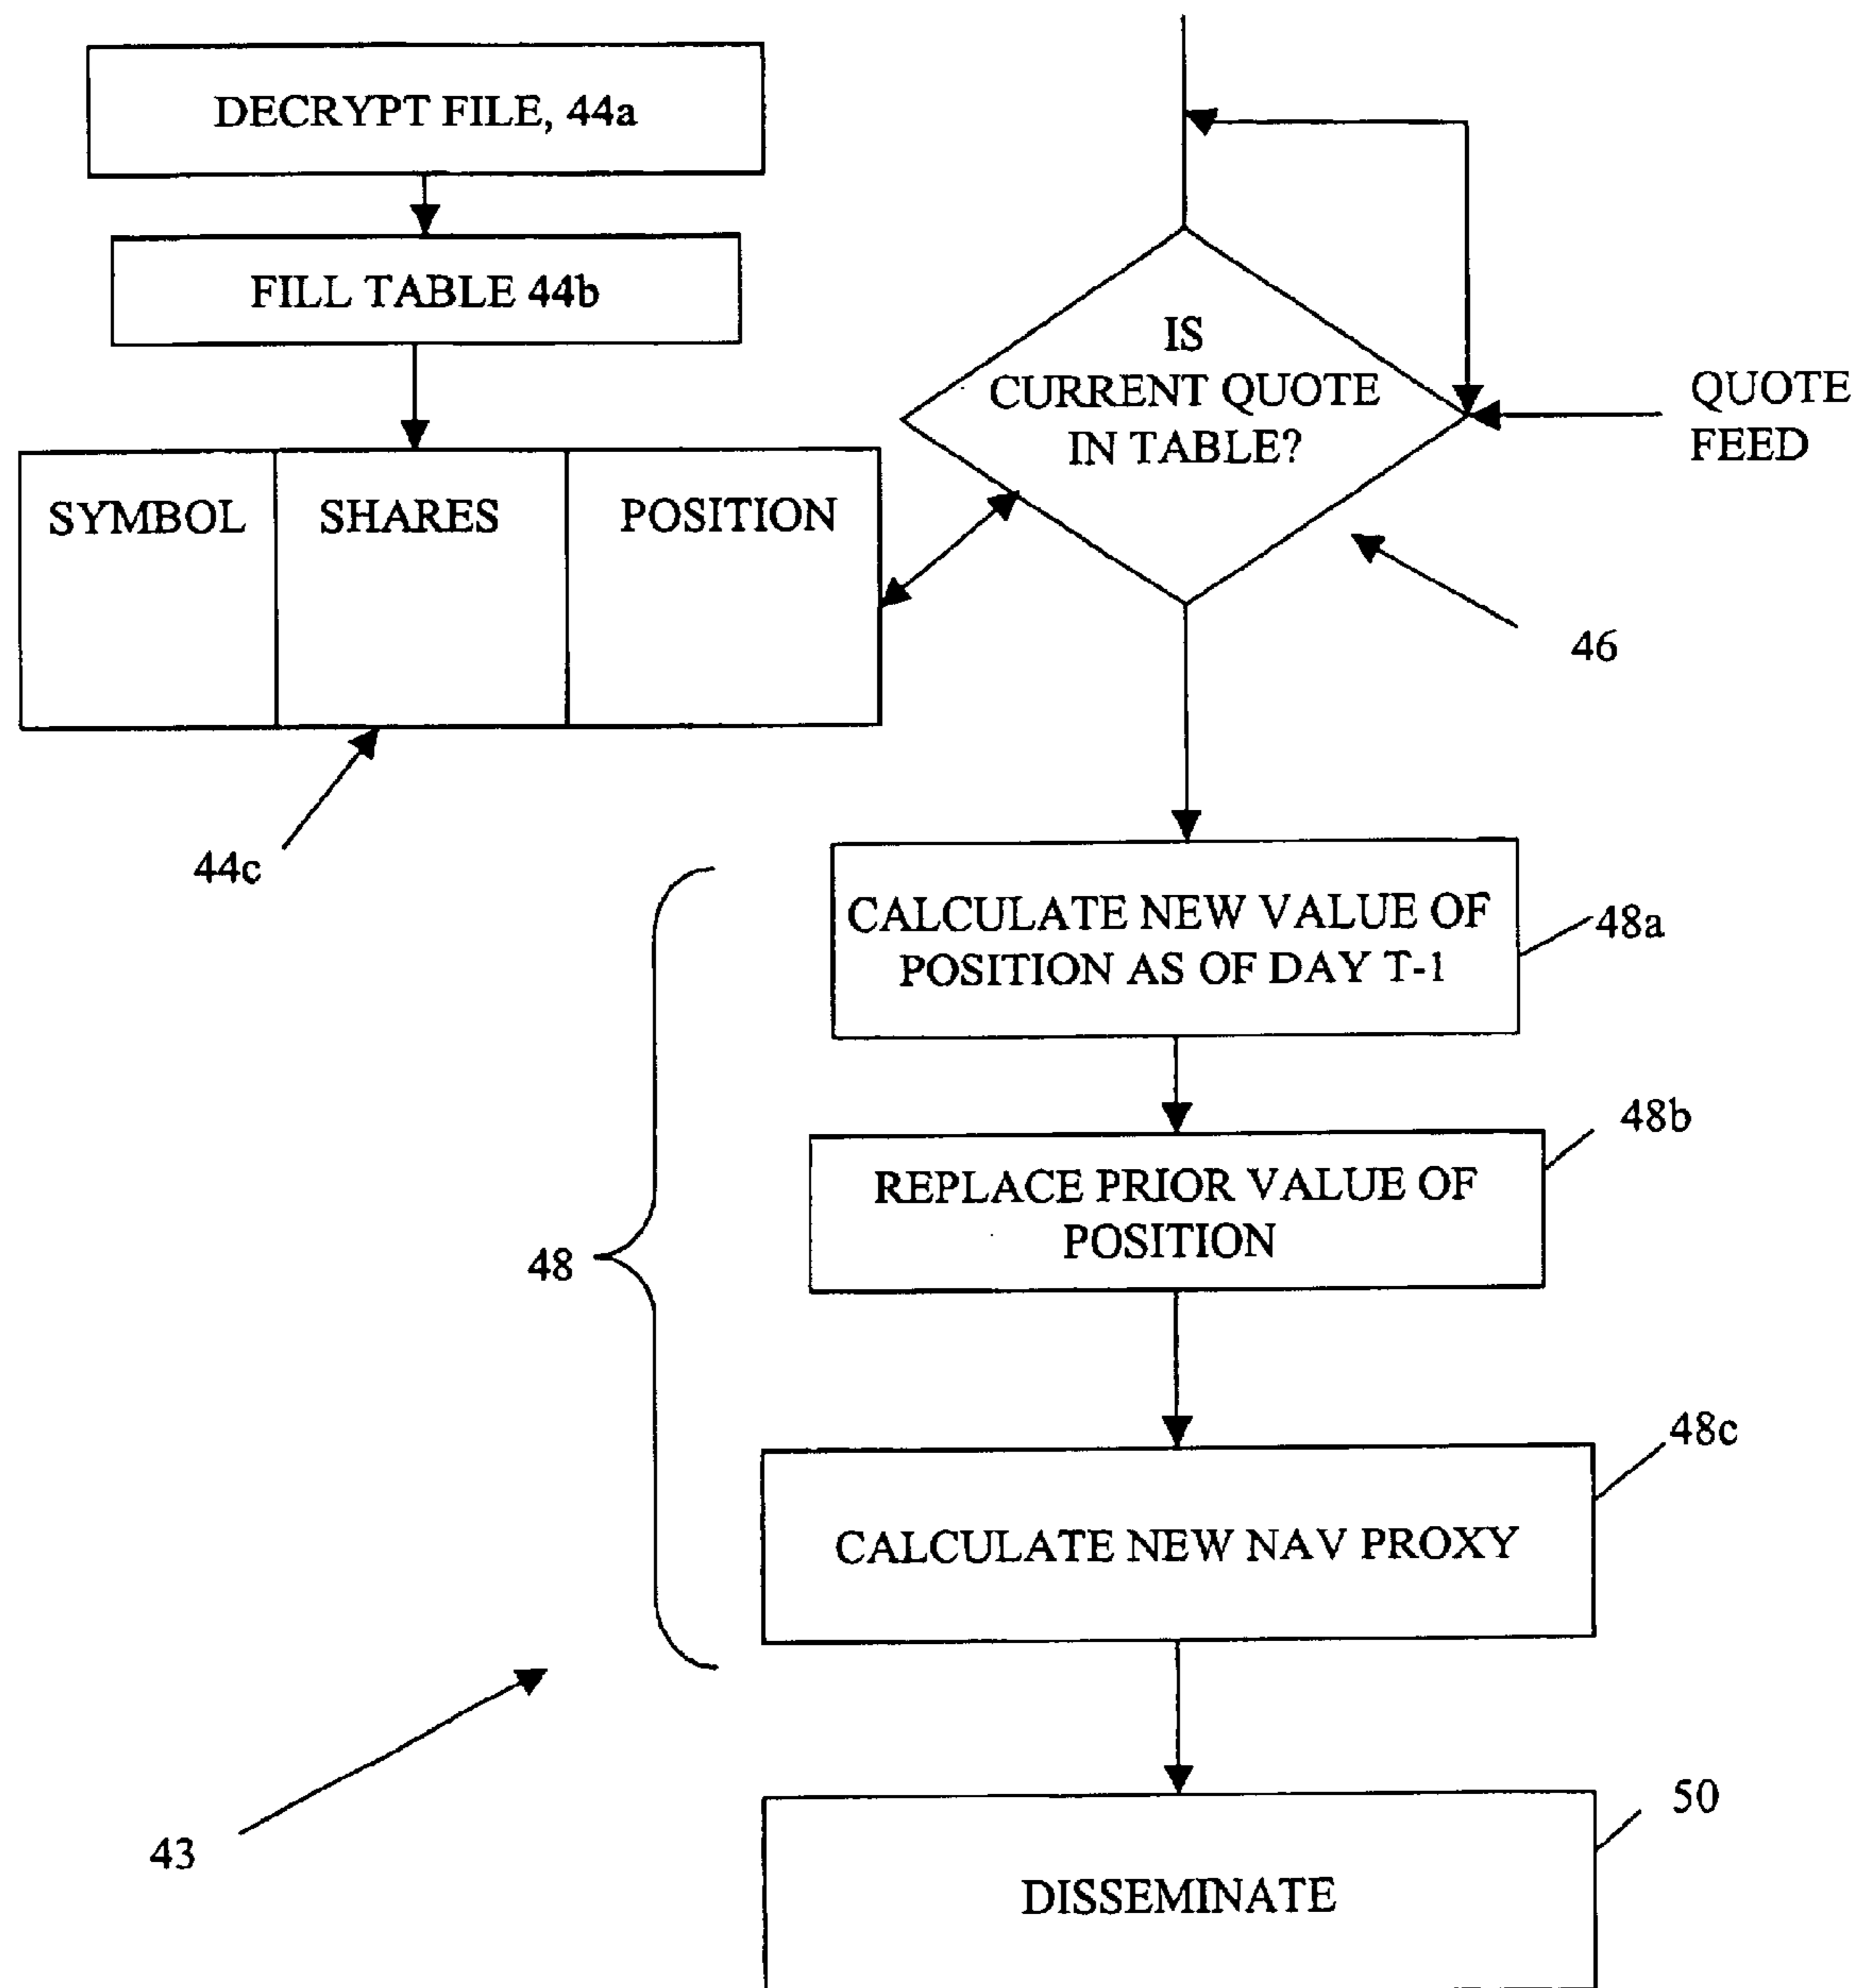 DECRYPT FILE, 44a
FILL TABLE 44b
SYMBOL
SHARES
POSITION
44c
IS
CURRENT QUOTE
IN TABLE?
QUOTE
FEED
46
CALCULATE NEW VALUE OF
POSITION AS OF DAY T-1
48a
REPLACE PRIOR VALUE OF
POSITION
48b
48
CALCULATE NEW NAV PROXY
48c
43
DISSEMINATE
50